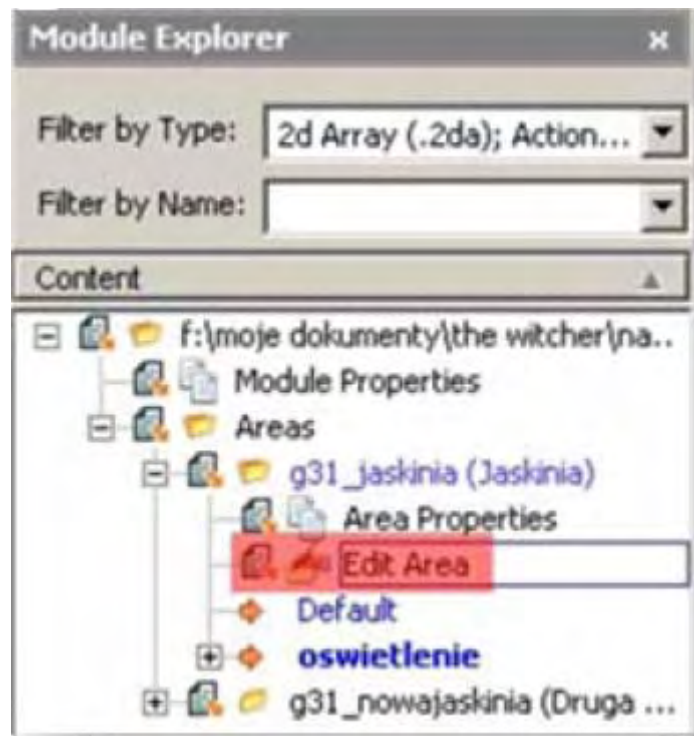 Module Explorer
Filter by Type: 2d Array (.2da); Action...
Filter by Name:
Content
f:\moje dokumenty\the witcher\na..
Module Properties
Areas
g31_jaskinia (Jaskinia)
Area Properties
Edit Area
Default
oswietlenie
g31_nowajaskinia (Druga ...